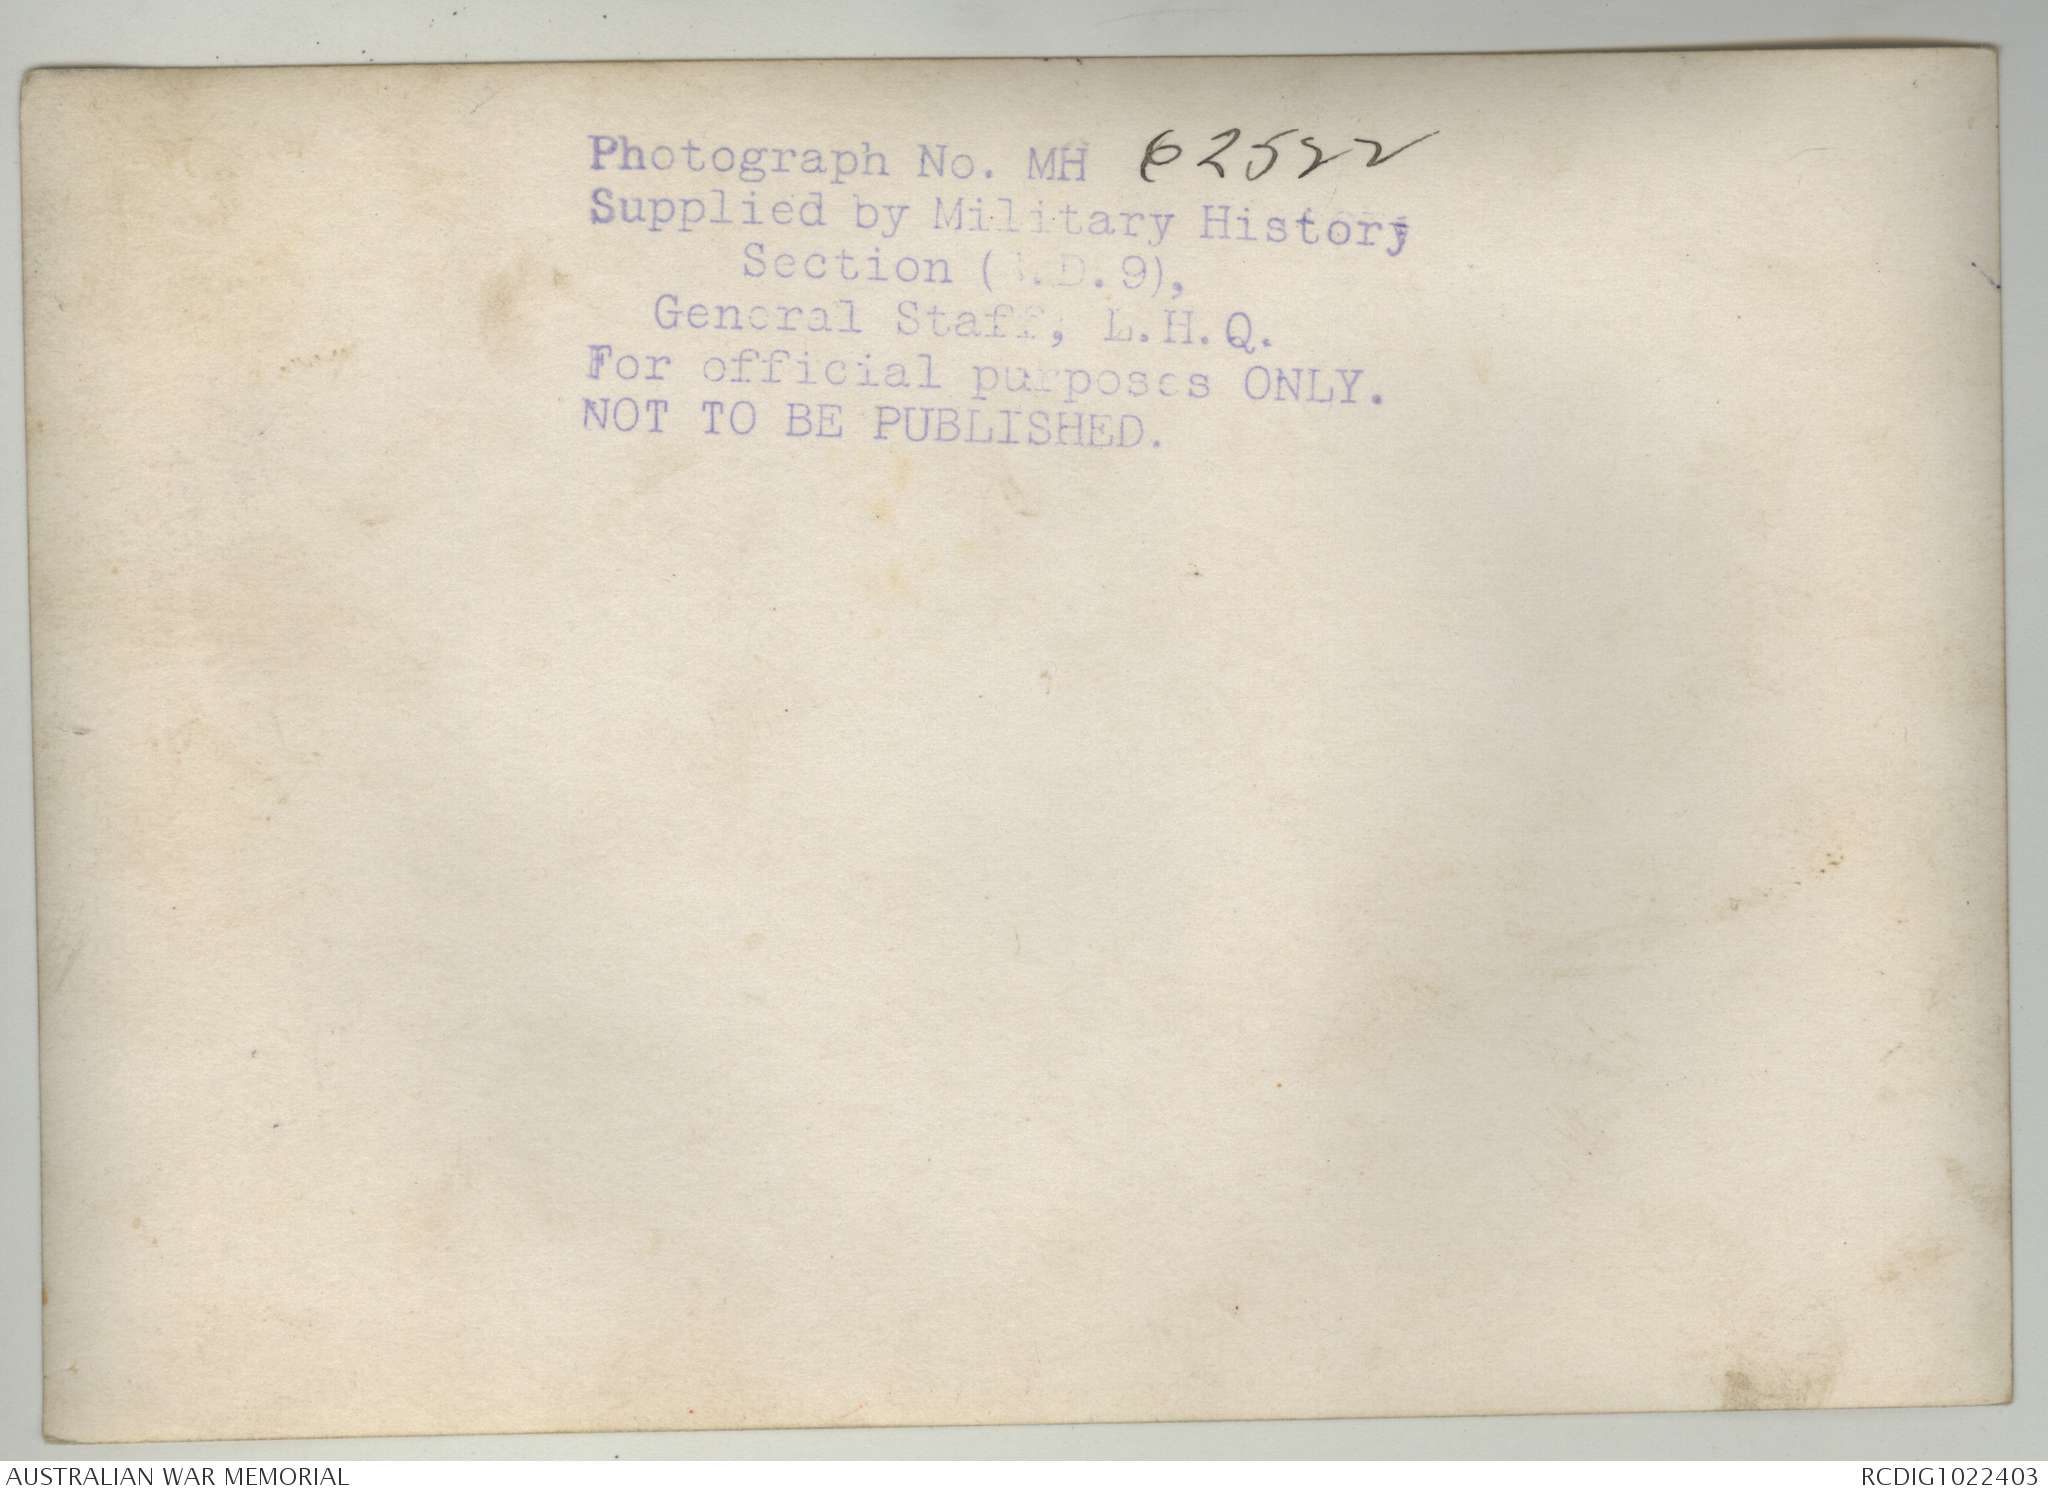 Photograph No. MH 62522
Supplied by Military History
Section ( .D.9),
General Staff, L.H.Q.
For official purposes ONLY.
NOT TO BE PUBLISHED.
AUSTRALIAN WAR MEMORIAL
RCDIG1022403